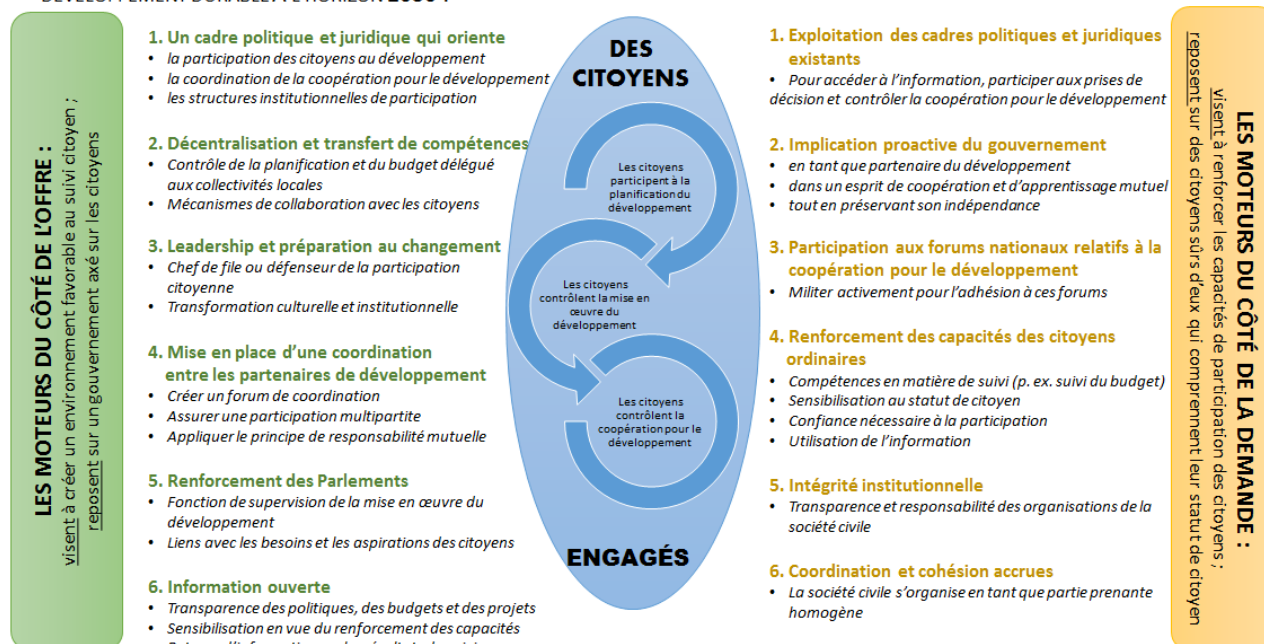 LES MOTEURS DU CÔTÉ DE L'OFFRE :
visent à créer un environnement favorable au suivi citoyen ;
reposent sur un gouvernement axé sur les citoyens
1. Un cadre politique et juridique qui oriente
• la participation des citoyens au développement
• la coordination de la coopération pour le développement
• les structures institutionnelles de participation
2. Décentralisation et transfert de compétences
• Contrôle de la planification et du budget délégué
aux collectivités locales
• Mécanismes de collaboration avec les citoyens
3. Leadership et préparation au changement
• Chef de file ou défenseur de la participation
citoyenne
• Transformation culturelle et institutionnelle
4. Mise en place d'une coordination
entre les partenaires de développement
• Créer un forum de coordination
• Assurer une participation multipartite
• Appliquer le principe de responsabilité mutuelle
5. Renforcement des Parlements
• Fonction de supervision de la mise en œuvre du
développement
• Liens avec les besoins et les aspirations des citoyens
6. Information ouverte
• Transparence des politiques, des budgets et des projets
• Sensibilisation en vue du renforcement des capacités
DES
CITOYENS
Les citoyens
participent à la
planification du
développement
Les citoyens
contrôlent la mise en
œuvre du
développement
Les citoyens
contrôlent la
coopération pour le
développement
ENGAGÉS
1. Exploitation des cadres politiques et juridiques
existants
• Pour accéder à l'information, participer aux prises de
décision et contrôler la coopération pour le développement
2. Implication proactive du gouvernement
• en tant que partenaire du développement
• dans un esprit de coopération et d'apprentissage mutuel
• tout en préservant son indépendance
3. Participation aux forums nationaux relatifs à la
coopération pour le développement
• Militer activement pour l'adhésion à ces forums
4. Renforcement des capacités des citoyens
ordinaires
• Compétences en matière de suivi (p. ex. suivi du budget)
• Sensibilisation au statut de citoyen
• Confiance nécessaire à la participation
• Utilisation de l'information
5. Intégrité institutionnelle
• Transparence et responsabilité des organisations de la
société civile
6. Coordination et cohésion accrues
• La société civile s'organise en tant que partie prenante
homogène
LES MOTEURS DU CÔTÉ DE LA DEMANDE :
visent à renforcer les capacités de participation des citoyens ;
reposent sur des citoyens sûrs d'eux qui comprennent leur statut de citoyen